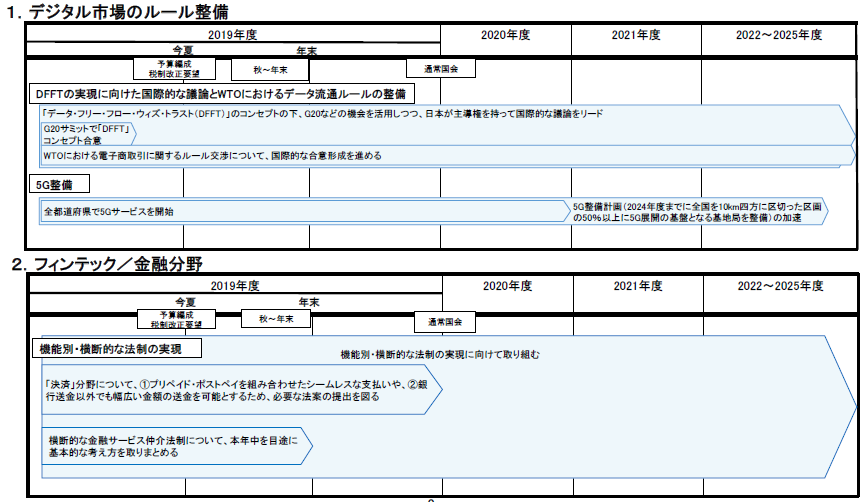 1．デジタル市場のルール整備
2019年度
2020年度
2021年度
2022～2025年度
今夏
年末
予算編成
税制改正要望
秋～年末
通常国会
DFFTの実現に向けた国際的な議論とWTOにおけるデータ流通ルールの整備
「データ・フリー・フロー・ウィズ・トラスト（DFFT）」のコンセプトの下、G20などの機会を活用しつつ、日本が主導権を持って国際的な議論をリード
G20サミットで「DFFT」
コンセプト合意
WTOにおける電子商取引に関するルール交渉について、国際的な合意形成を進める
5G整備
全都道府県で5Gサービスを開始
5G整備計画（2024年度までに全国を10km四方に区切った区画
の50%以上に5G展開の基盤となる基地局を整備）の加速
2．フィンテック／金融分野
2019年度
2020年度
2021年度
2022～2025年度
今夏
年末
予算編成
税制改正要望
秋～年末
通常国会
機能別・横断的な法制の実現
機能別・横断的な法制の実現に向けて取り組む
「決済」分野について、①プリペイド・ポストペイを組み合わせたシームレスな支払いや、②銀
行送金以外でも幅広い金額の送金を可能とするため、必要な法案の提出を図る
横断的な金融サービス仲介法制について、本年中を目途に
基本的な考え方を取りまとめる